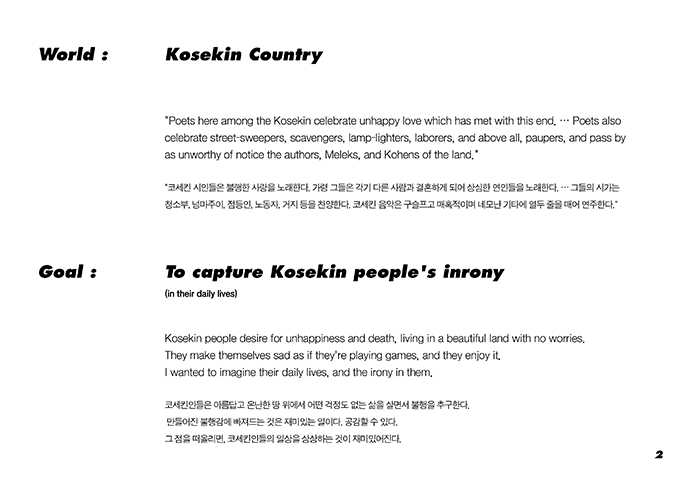 World :
Kosekin Country
"Poets here among the Kosekin celebrate unhappy love which has met with this end. ··· Poets also
celebrate street-sweepers, scavengers, lamp-lighters, laborers, and above all, paupers, and pass by
as unworthy of notice the authors, Meleks, and Kohens of the land."
"코세킨 시인들은 불행한 사랑을 노래한다. 가령 그들은 각기 다른 사람과 결혼하게 되어 상심한 연인들을 노래한다. ··· 그들의 시가는
청소부, 넝마주이, 점등인, 노동자, 거지 등을 찬양한다. 코세킨 음악은 구슬프고 매혹적이며 네모난 기타에 열두 줄을 매어 연주한다."
Goal :
To capture Kosekin people's inrony
(in their daily lives)
Kosekin people desire for unhappiness and death, living in a beautiful land with no worries.
They make themselves sad as if they're playing games, and they enjoy it.
I wanted to imagine their daily lives, and the irony in them.
코세킨인들은 아름답고 온난한 땅 위에서 어떤 걱정도 없는 삶을 살면서 불행을 추구한다.
만들어진 불행감에 빠져드는 것은 재미있는 일이다. 공감할 수 있다.
그 점을 떠올리면, 코세킨인들의 일상을 상상하는 것이 재미있어진다.
2